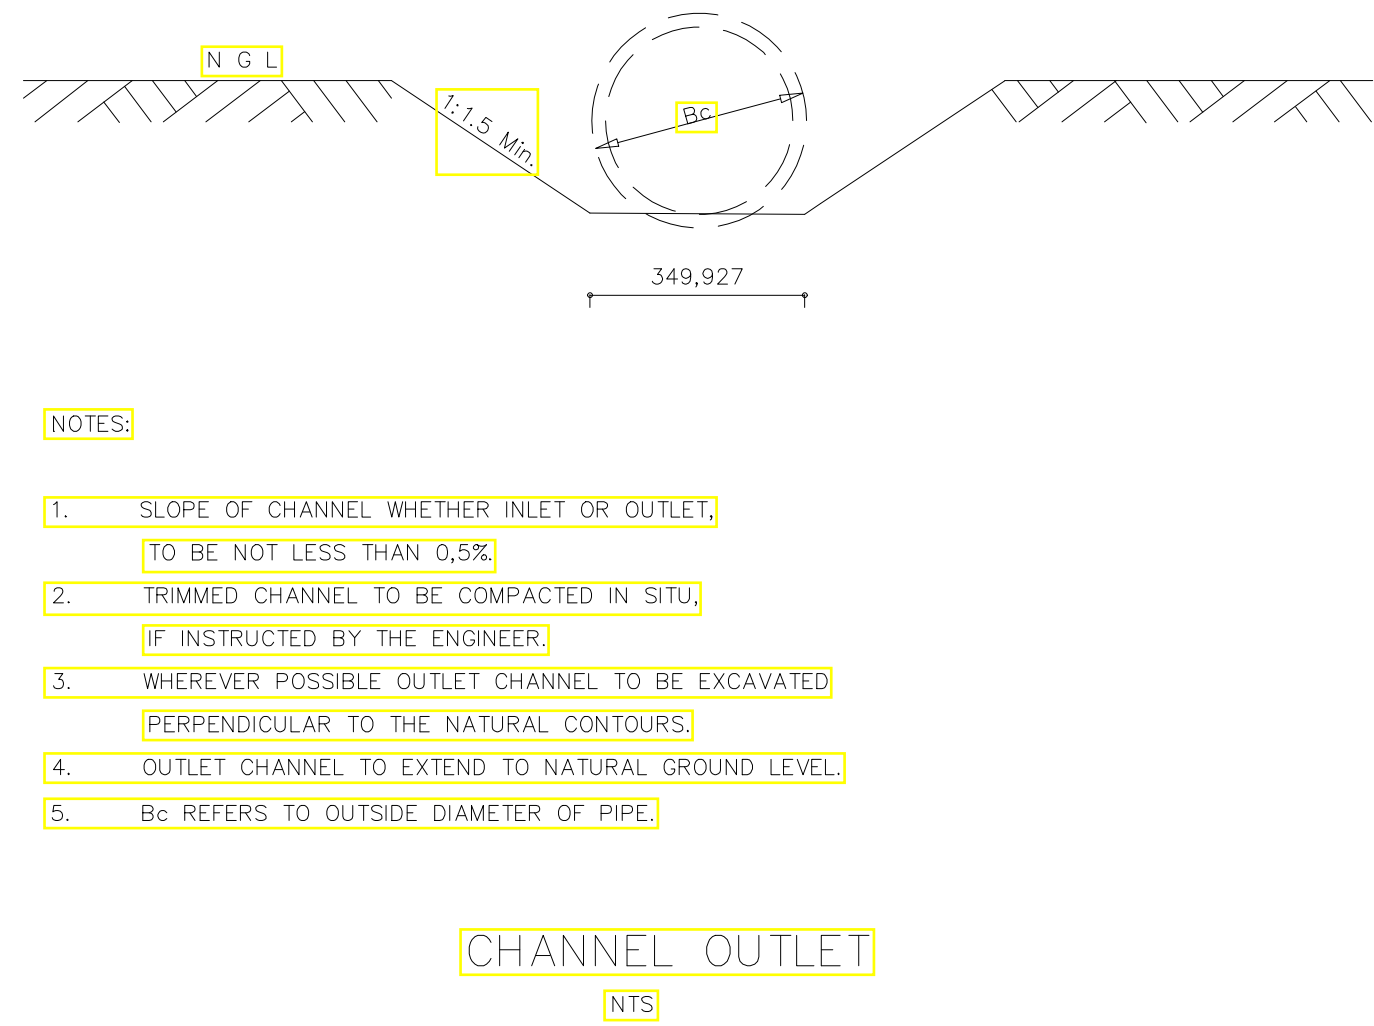 N G L
1:1.5 Min.
Bc
349,927
NOTES:
1. SLOPE OF CHANNEL WHETHER INLET OR OUTLET,
TO BE NOT LESS THAN 0,5%.
2. TRIMMED CHANNEL TO BE COMPACTED IN SITU,
IF INSTRUCTED BY THE ENGINEER.
3. WHEREVER POSSIBLE OUTLET CHANNEL TO BE EXCAVATED
PERPENDICULAR TO THE NATURAL CONTOURS.
4. OUTLET CHANNEL TO EXTEND TO NATURAL GROUND LEVEL.
5. Bc REFERS TO OUTSIDE DIAMETER OF PIPE.
CHANNEL OUTLET
NTS